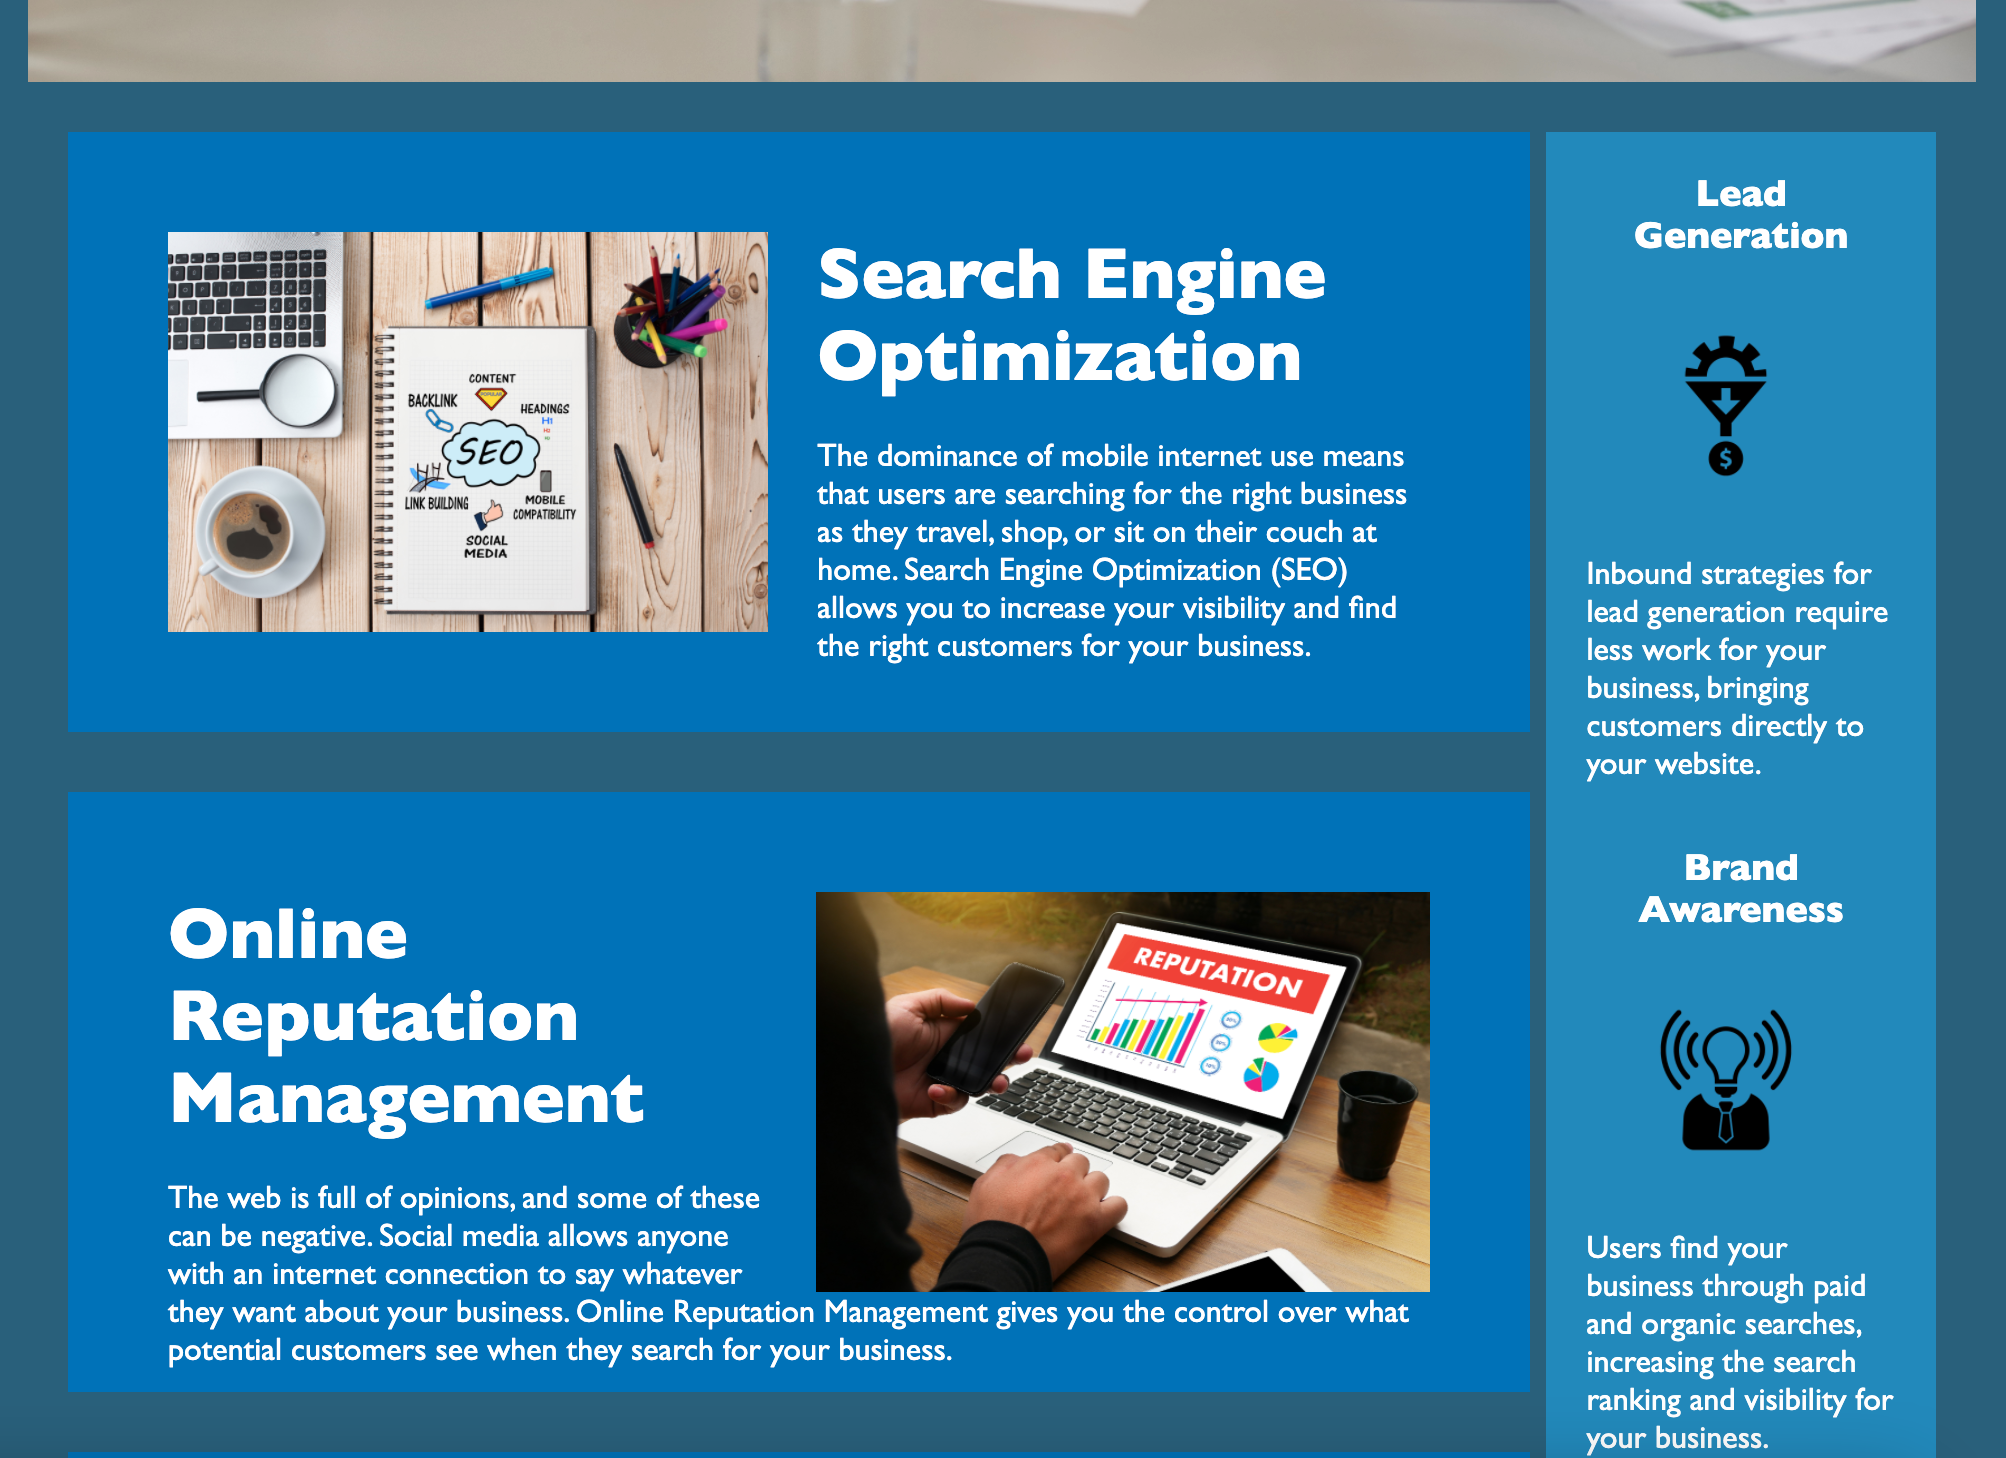 Search Engine
Optimization
The dominance of mobile internet use means
that users are searching for the right business
as they travel, shop, or sit on their couch at
home. Search Engine Optimization (SEO)
allows you to increase your visibility and find
the right customers for your business.
CONTENT
POPULAR
BACKLINK
HEADINGS
H1
H2
H3
SEO
LINK BUILDING
MOBILE
COMPATIBILITY
SOCIAL
MEDIA
Online
Reputation
Management
The web is full of opinions, and some of these
can be negative. Social media allows anyone
with an internet connection to say whatever
they want about your business. Online Reputation Management gives you the control over what
potential customers see when they search for your business.
REPUTATION
Lead
Generation
$
Inbound strategies for
lead generation require
less work for your
business, bringing
customers directly to
your website.
Brand
Awareness
Users find your
business through paid
and organic searches,
increasing the search
ranking and visibility for
your business.